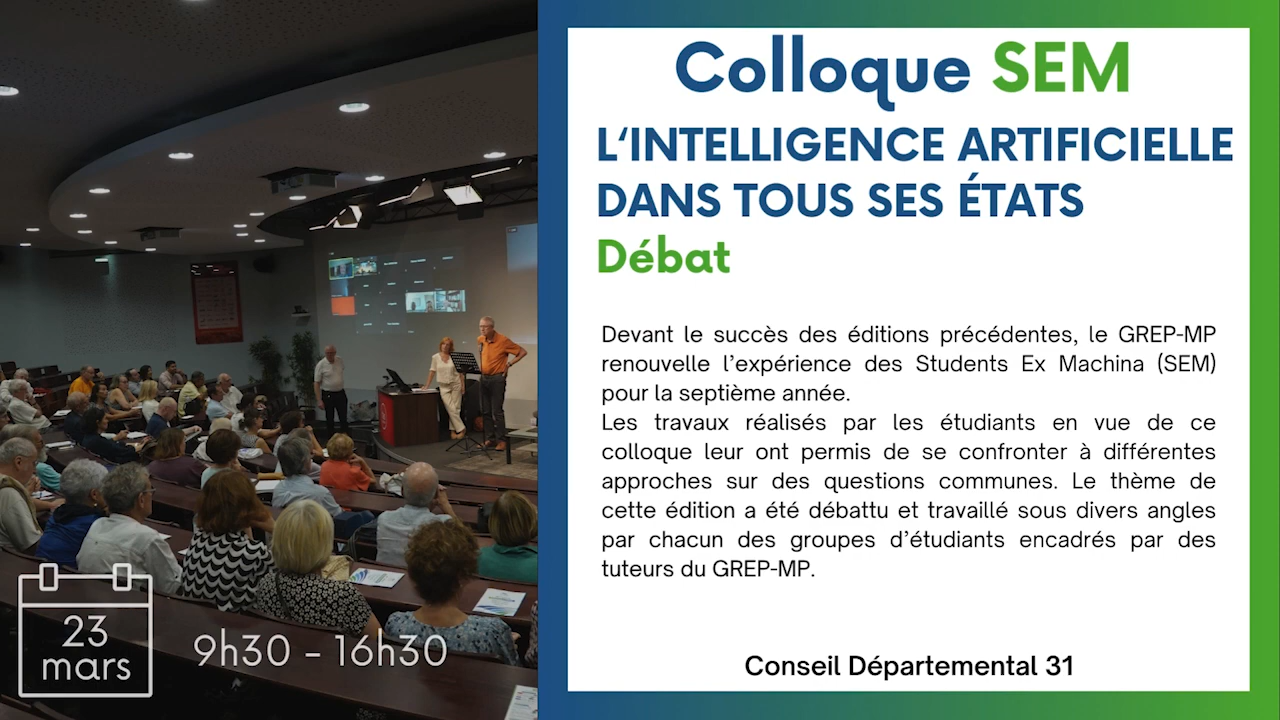 Colloque SEM
L‘INTELLIGENCE ARTIFICIELLE
DANS TOUS SES ÉTATS
Débat
Devant le succès des éditions précédentes, le GREP-MP
renouvelle l’expérience des Students Ex Machina (SEM)
pour la septième année.
Les travaux réalisés par les étudiants en vue de ce
colloque leur ont permis de se confronter à différentes
approches sur des questions communes. Le thème de
cette édition a été débattu et travaillé sous divers angles
par chacun des groupes d’étudiants encadrés par des
tuteurs du GREP-MP.
Conseil Départemental 31
23
mars
9h30 - 16h30